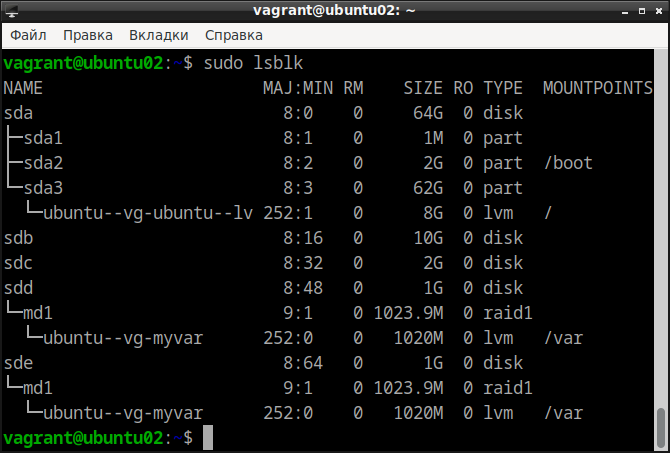 vagrant@ubuntu02: ~
Файл Правка Вкладки Справка
vagrant@ubuntu02:~$ sudo lsblk
NAME                      MAJ:MIN RM    SIZE RO TYPE  MOUNTPOINTS
sda                         8:0    0     64G  0 disk
├─sda1                      8:1    0      1M  0 part
├─sda2                      8:2    0      2G  0 part  /boot
└─sda3                      8:3    0     62G  0 part
  └─ubuntu--vg-ubuntu--lv 252:1    0      8G  0 lvm   /
sdb                         8:16   0     10G  0 disk
sdc                         8:32   0      2G  0 disk
sdd                         8:48   0      1G  0 disk
└─md1                       9:1    0 1023.9M  0 raid1
  └─ubuntu--vg-myvar      252:0    0   1020M  0 lvm   /var
sde                         8:64   0      1G  0 disk
└─md1                       9:1    0 1023.9M  0 raid1
  └─ubuntu--vg-myvar      252:0    0   1020M  0 lvm   /var
vagrant@ubuntu02:~$